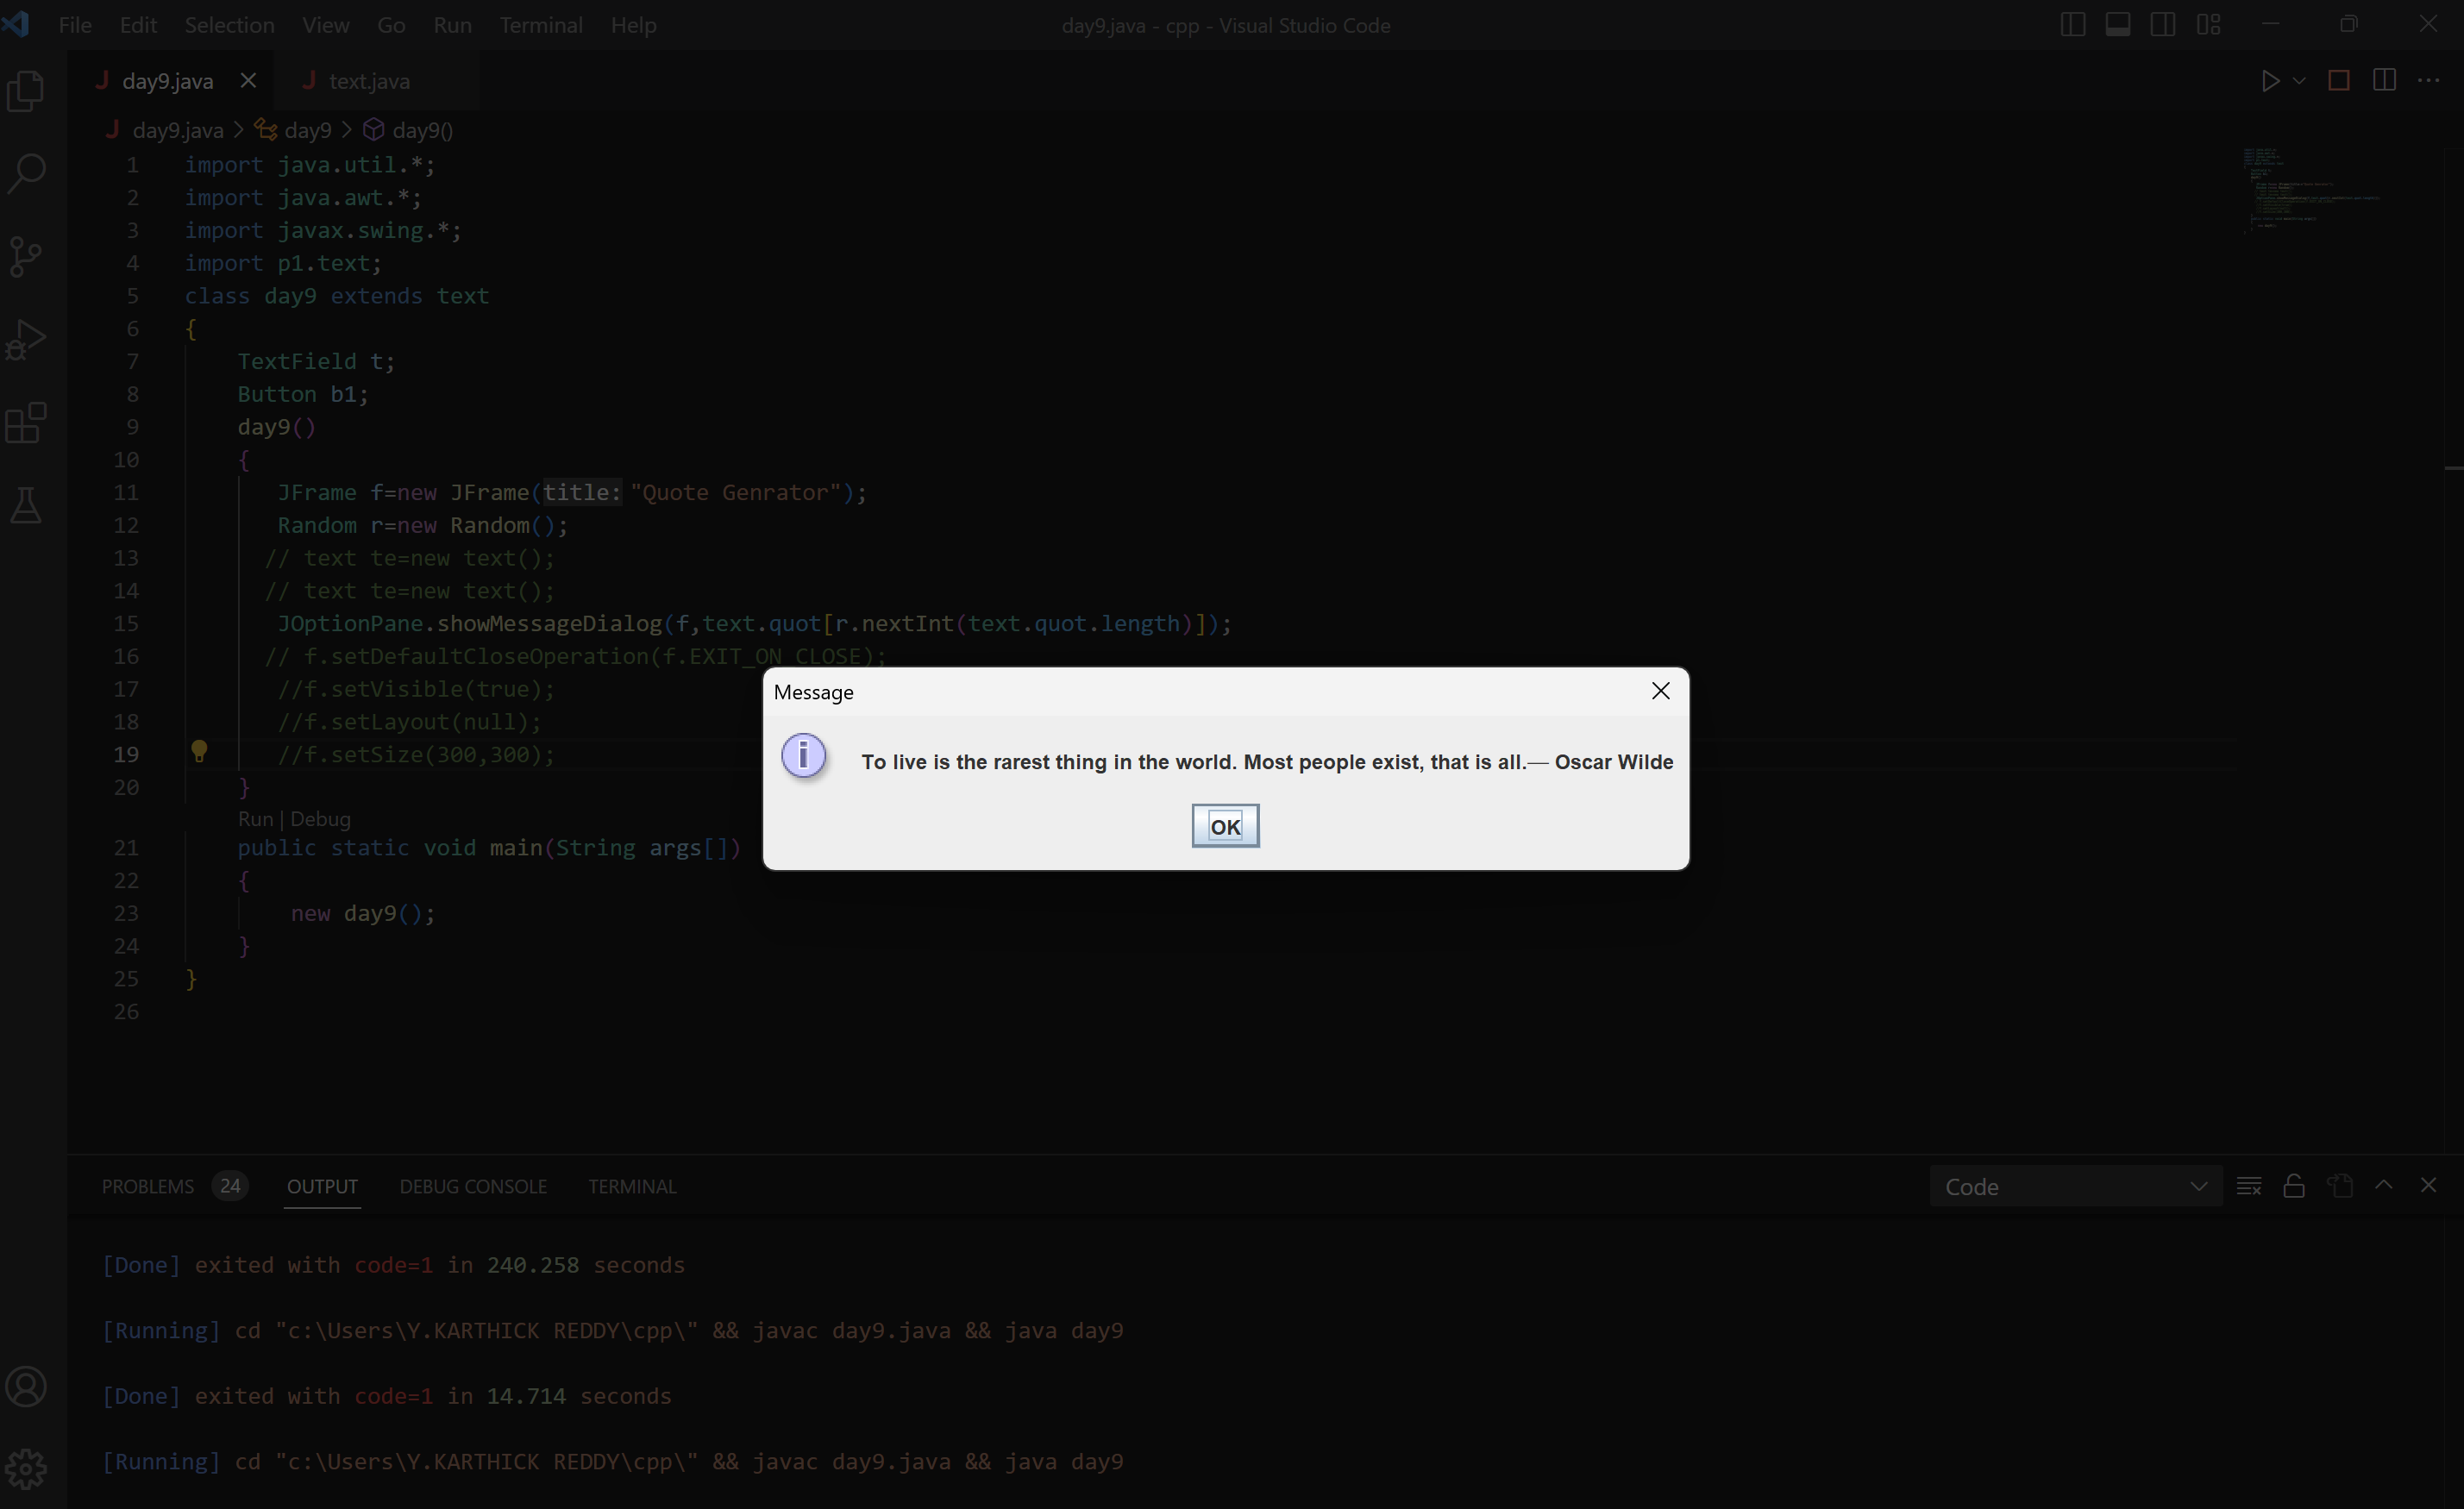 File Edit Selection View Go Run Terminal Help day9.java - cpp - Visual Studio Code
J day9.java J text.java
J day9.java > day9 > day9()
1 import java.util.*;
2 import java.awt.*;
3 import javax.swing.*;
4 import p1.text;
5 class day9 extends text
6 {
7 TextField t;
8 Button b1;
9 day9()
10 {
11 JFrame f=new JFrame(title: "Quote Genrator");
12 Random r=new Random();
13 // text te=new text();
14 // text te=new text();
15 JOptionPane.showMessageDialog(f,text.quot[r.nextInt(text.quot.length)]);
16 // f.setDefaultCloseOperation(f.EXIT_ON_CLOSE);
17 //f.setVisible(true);
18 //f.setLayout(null);
19 //f.setSize(300,300);
20 }
Run | Debug
21 public static void main(String args[])
22 {
23 new day9();
24 }
25 }
26
Message
i To live is the rarest thing in the world. Most people exist, that is all.— Oscar Wilde
OK
PROBLEMS 24 OUTPUT DEBUG CONSOLE TERMINAL Code
[Done] exited with code=1 in 240.258 seconds
[Running] cd "c:\Users\Y.KARTHICK REDDY\cpp\" && javac day9.java && java day9
[Done] exited with code=1 in 14.714 seconds
[Running] cd "c:\Users\Y.KARTHICK REDDY\cpp\" && javac day9.java && java day9